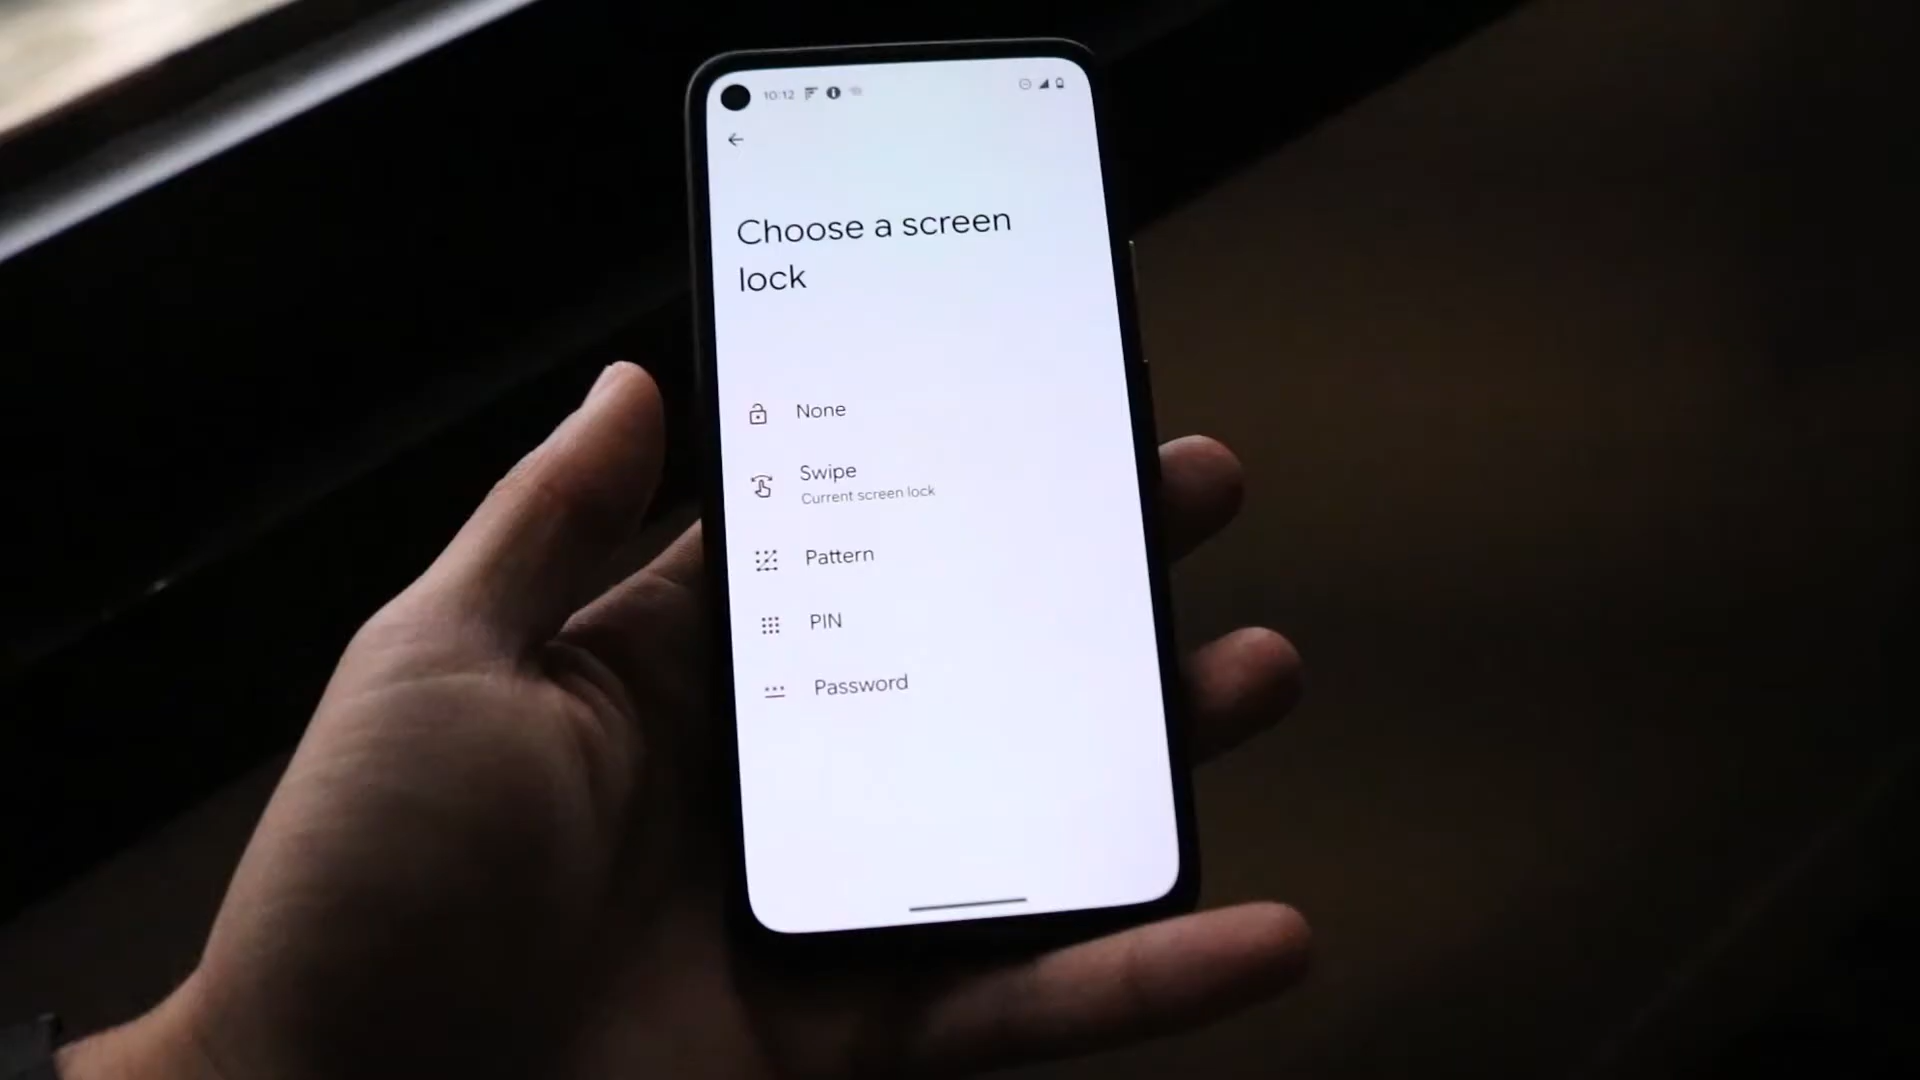 10:12
Choose a screen
lock
None
Swipe
Current screen lock
Pattern
PIN
Password